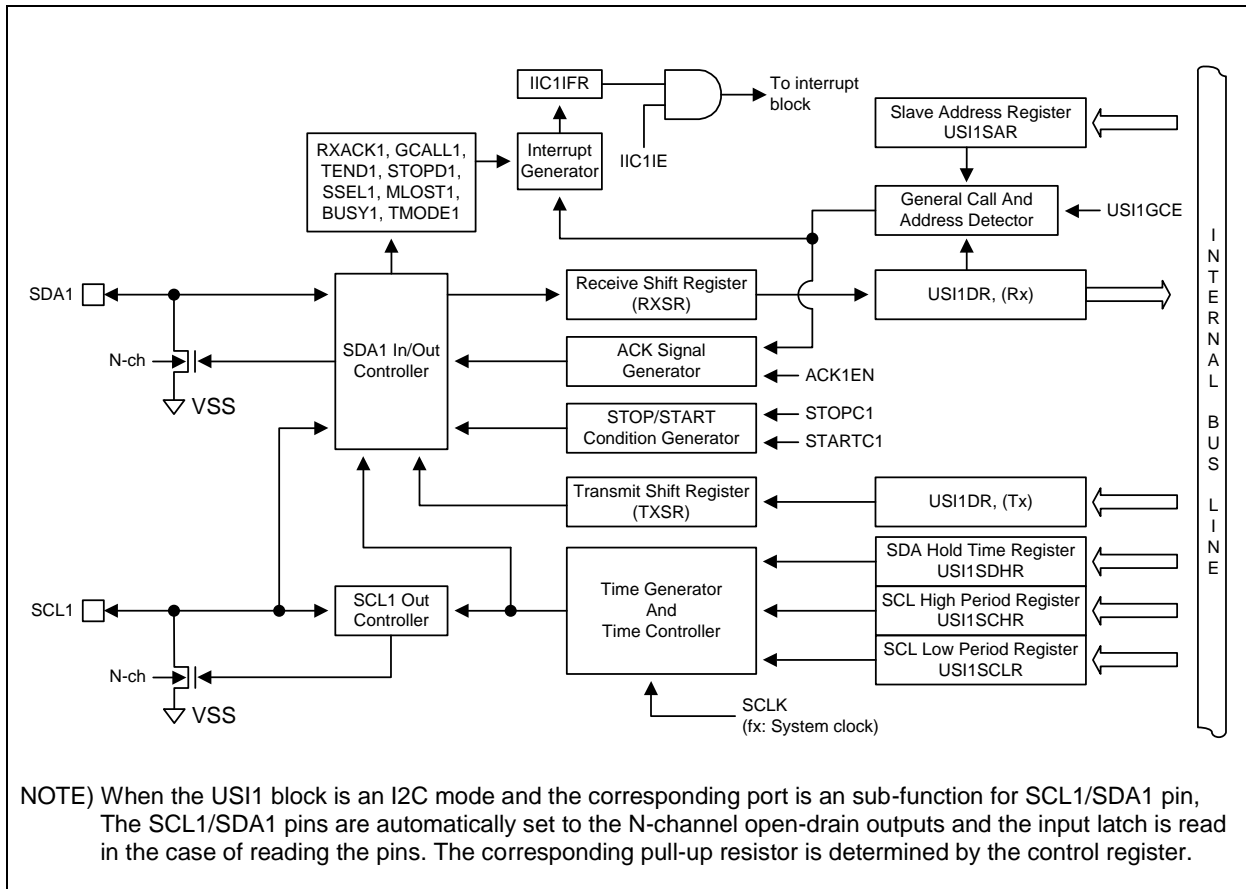 IIC1IFR
To interrupt
block
Slave Address Register
USI1SAR
RXACK1, GCALL1,
TEND1, STOPD1,
SSEL1, MLOST1,
BUSY1, TMODE1
Interrupt
Generator
IIC1IE
General Call And
Address Detector
USI1GCE
SDA1
Receive Shift Register
(RXSR)
USI1DR, (Rx)
N-ch
SDA1 In/Out
Controller
ACK Signal
Generator
ACK1EN
VSS
STOP/START
Condition Generator
STOPC1
STARTC1
Transmit Shift Register
(TXSR)
USI1DR, (Tx)
SDA Hold Time Register
USI1SDHR
SCL1
SCL1 Out
Controller
Time Generator
And
Time Controller
SCL High Period Register
USI1SCHR
SCL Low Period Register
USI1SCLR
N-ch
VSS
SCLK
(fx: System clock)
INTERNAL BUS LINE
NOTE) When the USI1 block is an I2C mode and the corresponding port is an sub-function for SCL1/SDA1 pin,
The SCL1/SDA1 pins are automatically set to the N-channel open-drain outputs and the input latch is read
in the case of reading the pins. The corresponding pull-up resistor is determined by the control register.